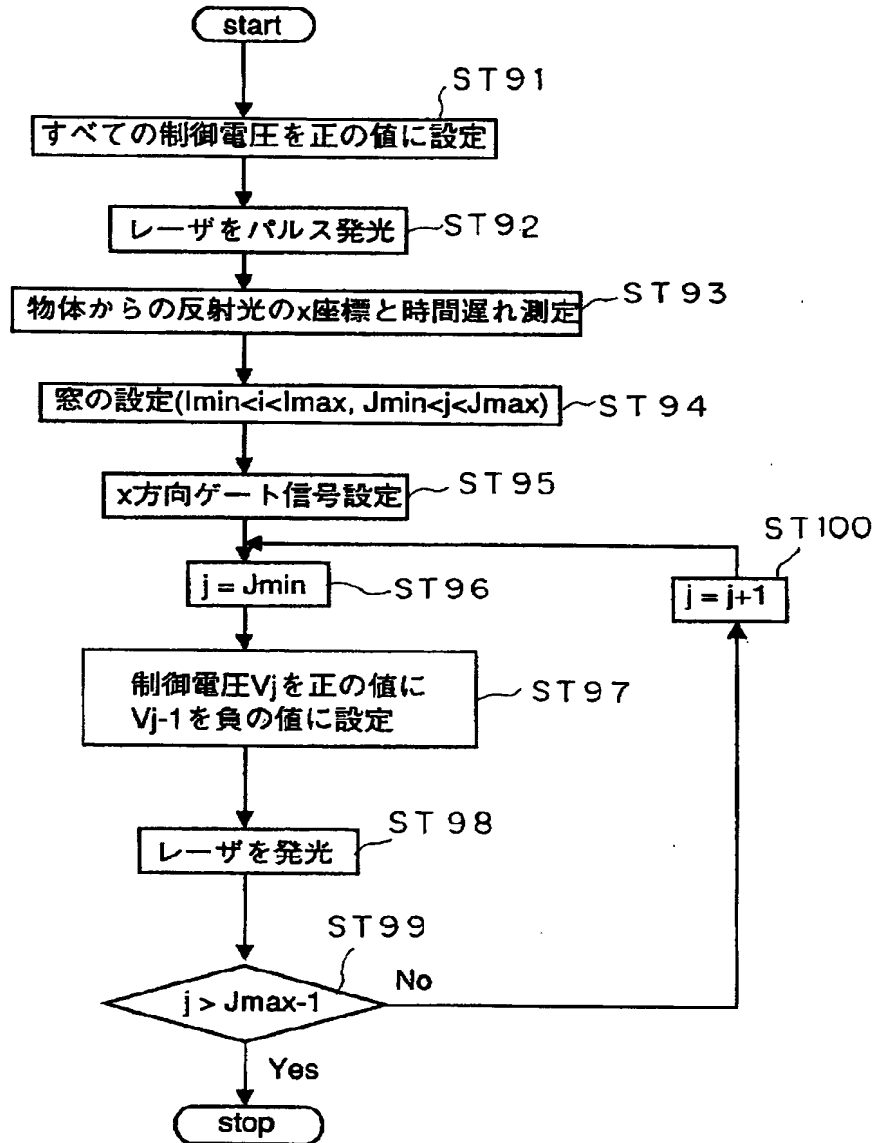 start
ST91
すべての制御電圧を正の値に設定
レーザをパルス発光
ST92
物体からの反射光のx座標と時間遅れ測定
ST93
窓の設定(Imin<i<Imax, Jmin<j<Jmax)
ST94
x方向ゲート信号設定
ST95
ST100
j = Jmin
ST96
j = j+1
制御電圧Vjを正の値に
Vj-1を負の値に設定
ST97
ST98
レーザを発光
ST99
j > Jmax-1
No
Yes
stop